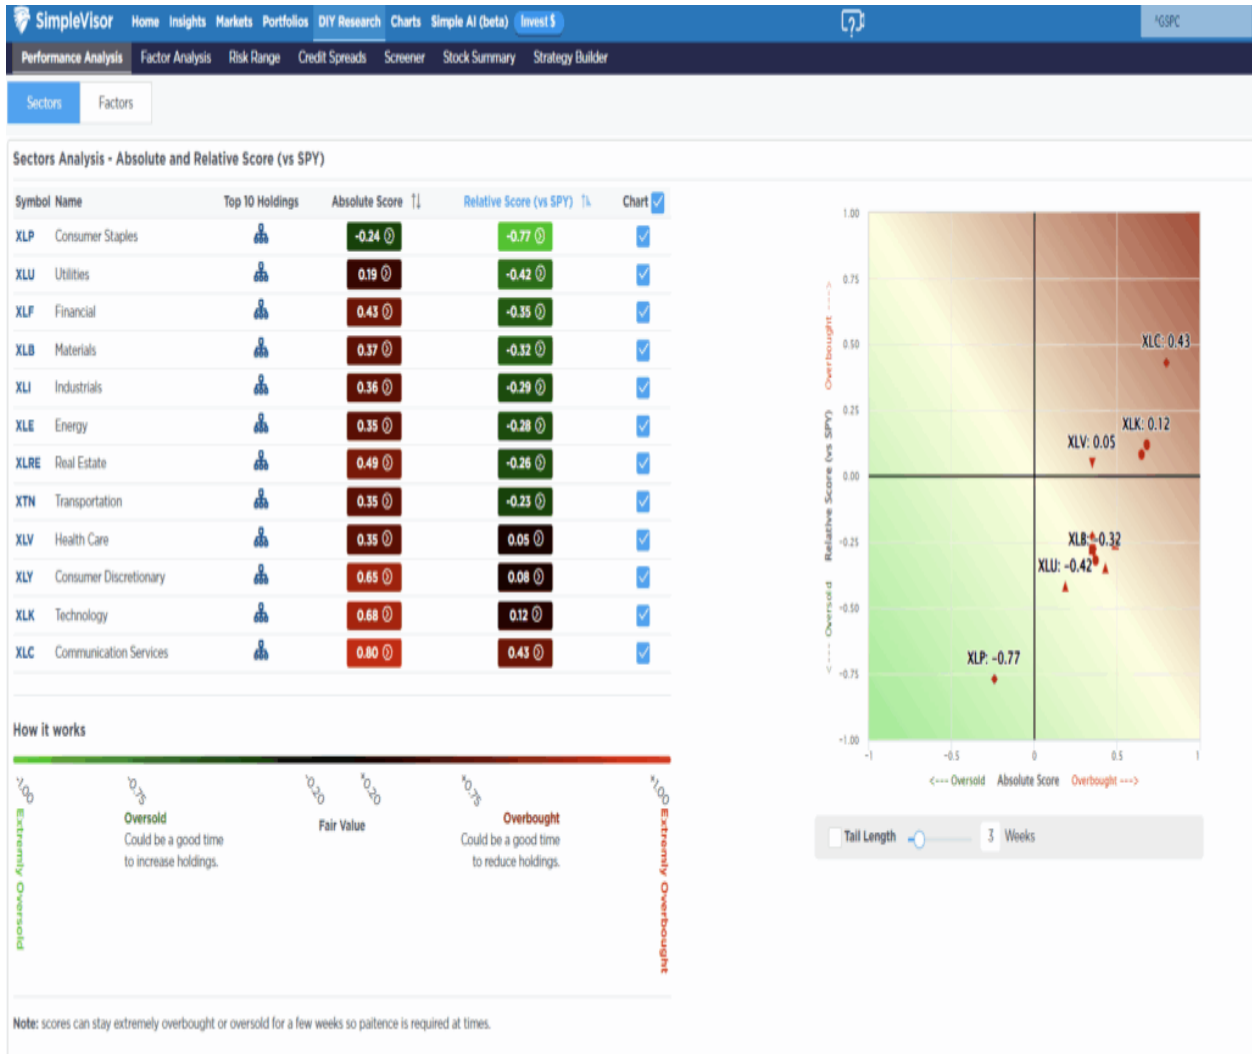 SimpleVisor Home Insights Markets Portfolios DIY Research Charts Simple AI (beta) Invest $ ^GSPC
Performance Analysis Factor Analysis Risk Range Credit Spreads Screener Stock Summary Strategy Builder
Sectors Factors
Sectors Analysis - Absolute and Relative Score (vs SPY)
Symbol Name Top 10 Holdings Absolute Score Relative Score (vs SPY) Chart
XLP Consumer Staples -0.24 -0.77
XLU Utilities 0.19 -0.42
XLF Financial 0.43 -0.35
XLB Materials 0.37 -0.32
XLI Industrials 0.36 -0.29
XLE Energy 0.35 -0.28
XLRE Real Estate 0.49 -0.26
XTN Transportation 0.35 -0.23
XLV Health Care 0.35 0.05
XLY Consumer Discretionary 0.65 0.08
XLK Technology 0.68 0.12
XLC Communication Services 0.80 0.43
How it works
-1.00 -0.75 -0.20 +0.20 +0.75 +1.00
Extremly Oversold
Oversold
Could be a good time
to increase holdings.
Fair Value
Overbought
Could be a good time
to reduce holdings.
Extremly Overbought
Note: scores can stay extremely overbought or oversold for a few weeks so paitence is required at times.
<--- Oversold Relative Score (vs SPY) Overbought --->
1.00
0.75
0.50
0.25
0.00
-0.25
-0.50
-0.75
-1.00
XLC: 0.43
XLK: 0.12
XLV: 0.05
XLB: -0.32
XLU: -0.42
XLP: -0.77
-1 -0.5 0 0.5 1
<--- Oversold Absolute Score Overbought --->
Tail Length 3 Weeks